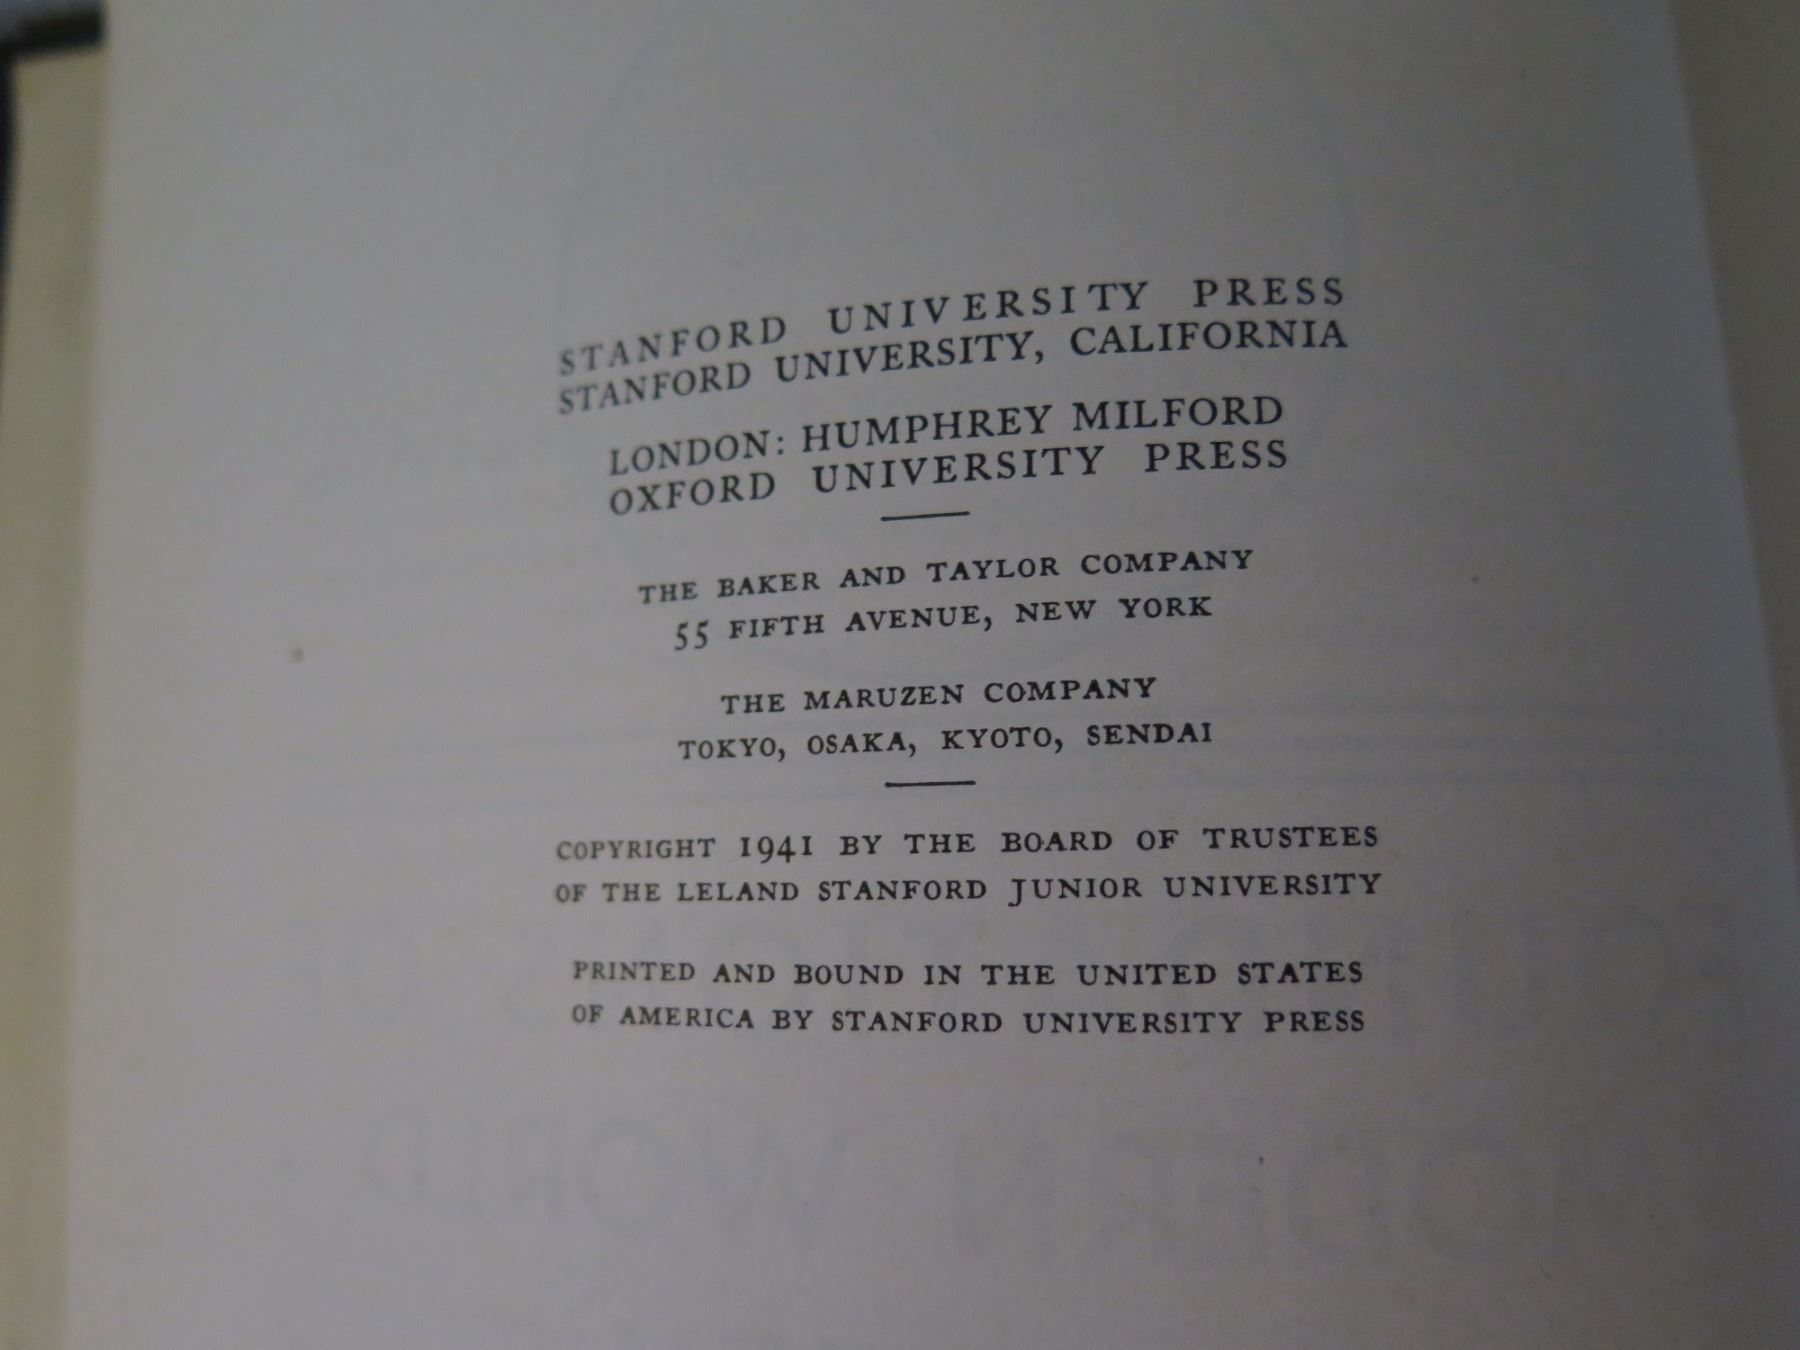 STANFORD UNIVERSITY PRESS
STANFORD UNIVERSITY, CALIFORNIA
LONDON: HUMPHREY MILFORD
OXFORD UNIVERSITY PRESS
THE BAKER AND TAYLOR COMPANY
55 FIFTH AVENUE, NEW YORK
THE MARUZEN COMPANY
TOKYO, OSAKA, KYOTO, SENDAI
COPYRIGHT 1941 BY THE BOARD OF TRUSTEES
OF THE LELAND STANFORD JUNIOR UNIVERSITY
PRINTED AND BOUND IN THE UNITED STATES
OF AMERICA BY STANFORD UNIVERSITY PRESS